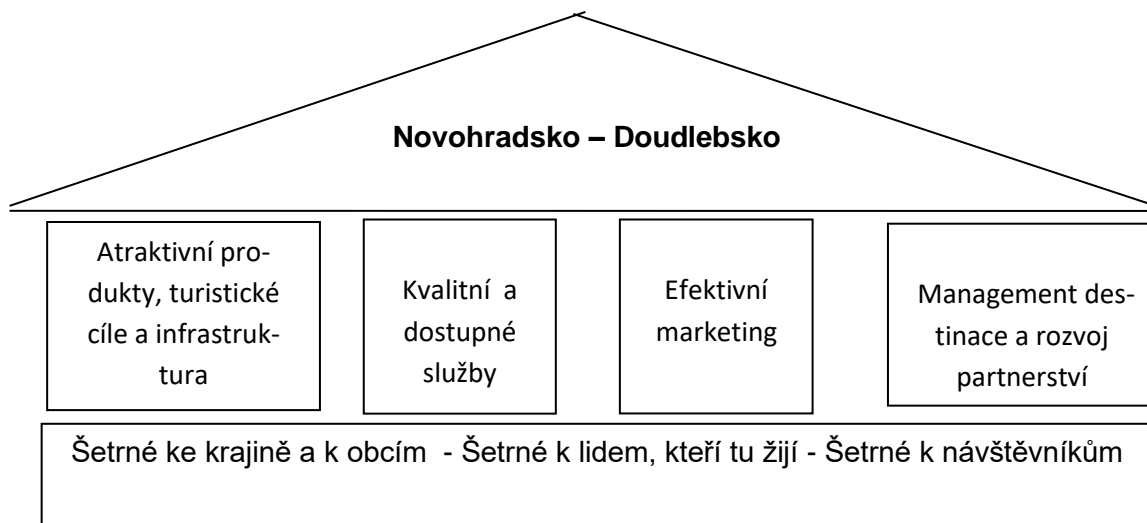 Novohradsko – Doudlebsko
Atraktivní pro-
dukty, turistické
cíle a infrastruk-
tura
Kvalitní a
dostupné
služby
Efektivní
marketing
Management des-
tinace a rozvoj
partnerství
Šetrné ke krajině a k obcím - Šetrné k lidem, kteří tu žijí - Šetrné k návštěvníkům